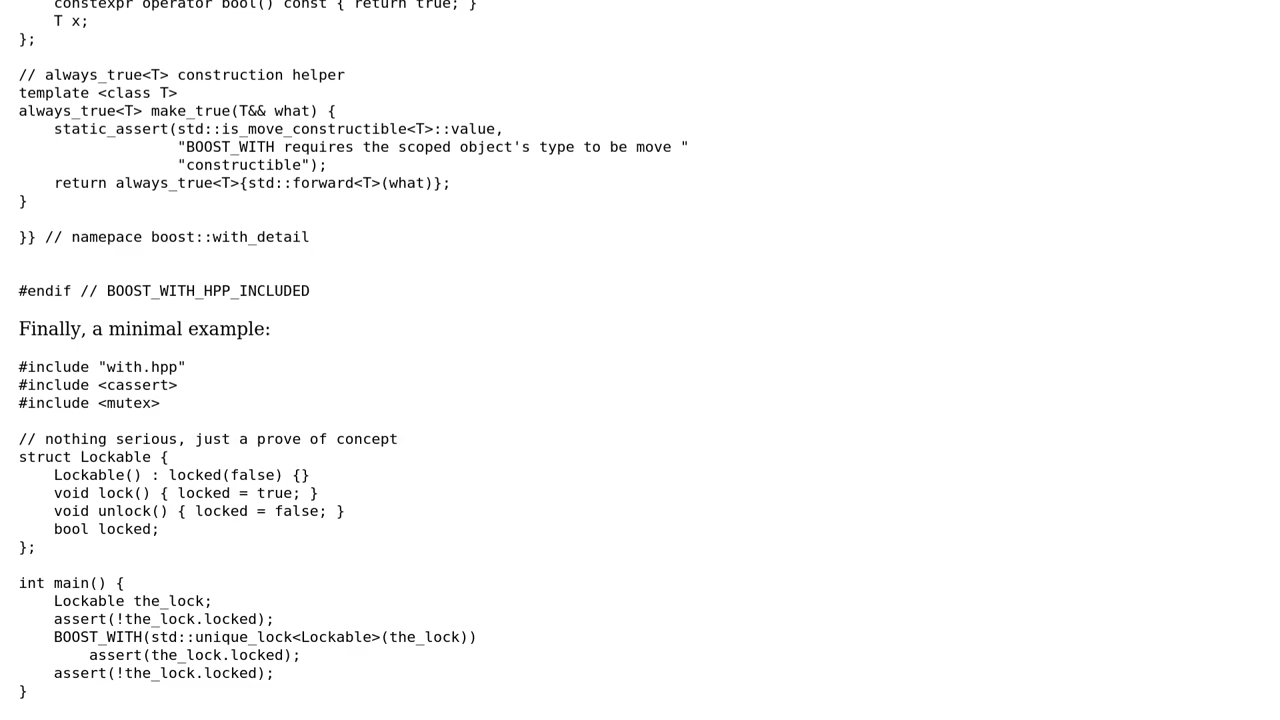 constexpr operator bool() const { return true; }
    T x;
};

// always_true<T> construction helper
template <class T>
always_true<T> make_true(T&& what) {
    static_assert(std::is_move_constructible<T>::value,
                  "BOOST_WITH requires the scoped object's type to be move "
                  "constructible");
    return always_true<T>{std::forward<T>(what)};
}

}} // namepace boost::with_detail


#endif // BOOST_WITH_HPP_INCLUDED

Finally, a minimal example:

#include "with.hpp"
#include <cassert>
#include <mutex>

// nothing serious, just a prove of concept
struct Lockable {
    Lockable() : locked(false) {}
    void lock() { locked = true; }
    void unlock() { locked = false; }
    bool locked;
};

int main() {
    Lockable the_lock;
    assert(!the_lock.locked);
    BOOST_WITH(std::unique_lock<Lockable>(the_lock))
        assert(the_lock.locked);
    assert(!the_lock.locked);
}